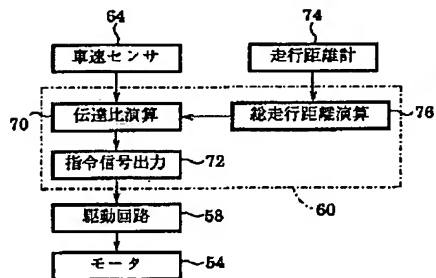 64
74
車速センサ
走行距離計
70
伝達比演算
総走行距離演算
76
指令信号出力
72
60
駆動回路
58
モータ
54